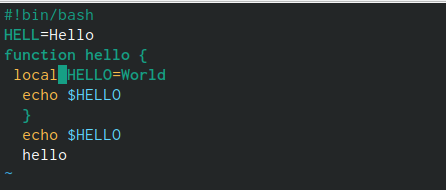 #!bin/bash
HELL=Hello
function hello {
 local HELLO=World
  echo $HELLO
  }
  echo $HELLO
  hello
~